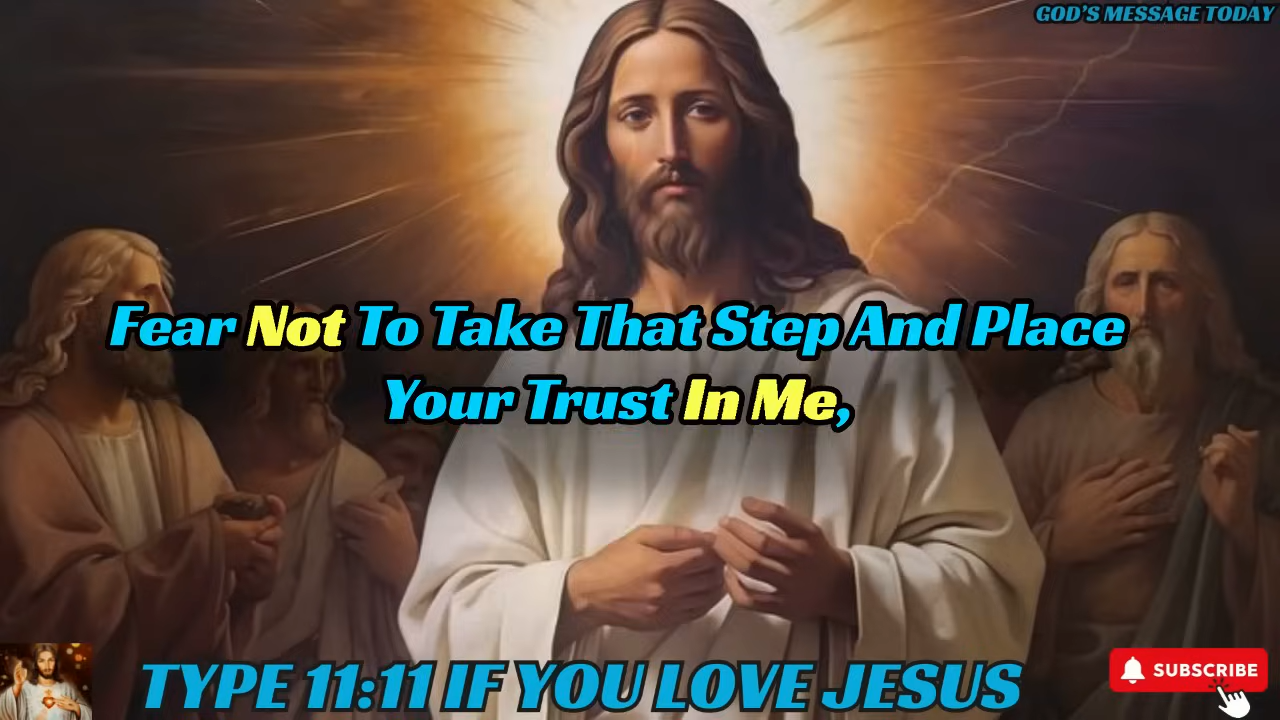 GOD'S MESSAGE TODAY
Fear Not To Take That Step And Place
Your Trust In Me,
TYPE 11:11 IF YOU LOVE JESUS
SUBSCRIBE